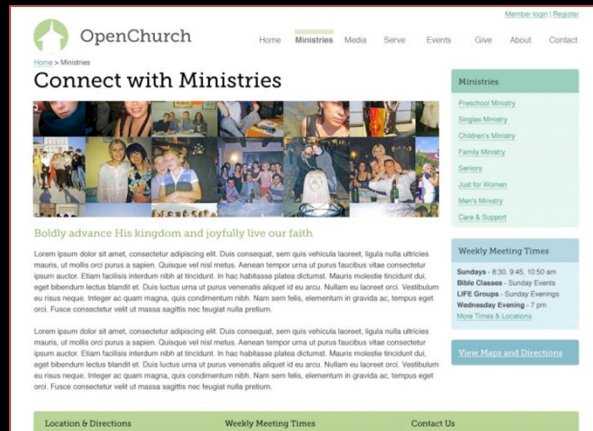 Member login | Register
OpenChurch
Home Ministries Media Serve Events Give About Contact
Home > Ministries
Connect with Ministries
Boldly advance His kingdom and joyfully live our faith
Lorem ipsum dolor sit amet, consectetur adipiscing elit. Duis consequat, sem quis vehicula laoreet, ligula nulla ultricies
mauris, ut mollis orci purus a sapien. Quisque vel nisl metus. Aenean tempor urna ut purus faucibus vitae consectetur
ipsum auctor. Etiam facilisis interdum nibh at tincidunt. In hac habitasse platea dictumst. Mauris molestie tincidunt dui,
eget bibendum lectus blandit et. Duis luctus urna ut purus venenatis aliquet id eu arcu. Nullam eu laoreet orci. Vestibulum
eu risus neque. Integer ac quam magna, quis condimentum nibh. Nam sem felis, elementum in gravida ac, tempus eget
orci. Fusce consectetur velit ut massa sagittis nec feugiat nulla pretium.
Lorem ipsum dolor sit amet, consectetur adipiscing elit. Duis consequat, sem quis vehicula laoreet, ligula nulla ultricies
mauris, ut mollis orci purus a sapien. Quisque vel nisl metus. Aenean tempor urna ut purus faucibus vitae consectetur
ipsum auctor. Etiam facilisis interdum nibh at tincidunt. In hac habitasse platea dictumst. Mauris molestie tincidunt dui,
eget bibendum lectus blandit et. Duis luctus urna ut purus venenatis aliquet id eu arcu. Nullam eu laoreet orci. Vestibulum
eu risus neque. Integer ac quam magna, quis condimentum nibh. Nam sem felis, elementum in gravida ac, tempus eget
orci. Fusce consectetur velit ut massa sagittis nec feugiat nulla pretium.
Ministries
Preschool Ministry
Singles Ministry
Children's Ministry
Family Ministry
Seniors
Just for Women
Men's Ministry
Care & Support
Weekly Meeting Times
Sundays - 8:30, 9:45, 10:50 am
Bible Classes - Sunday Events
LIFE Groups - Sunday Evenings
Wednesday Evening - 7 pm
More Times & Locations
View Maps and Directions
Location & Directions Weekly Meeting Times Contact Us